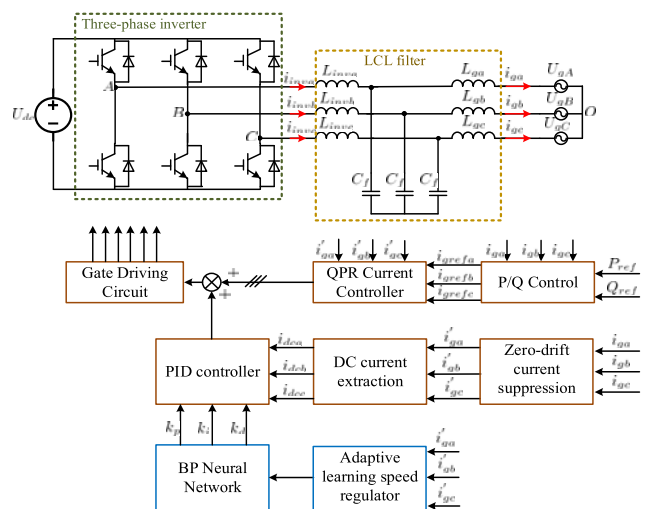 Three-phase inverter
LCL filter
U_dc
A
B
C
i_inva
i_invb
i_invc
L_inva
L_invb
L_invc
L_ga
L_gb
L_gc
i_ga
i_gb
i_gc
U_gA
U_gB
U_gC
O
C_f
C_f
C_f
Gate Driving
Circuit
+
+
i'_ga
i'_gb
i'_gc
QPR Current
Controller
i_grefa
i_grefb
i_grefc
i_ga
i_gb
i_gc
P/Q Control
P_ref
Q_ref
PID controller
i_dca
i_dcb
i_dcc
DC current
extraction
i'_ga
i'_gb
i'_gc
Zero-drift
current
suppression
i_ga
i_gb
i_gc
k_p
k_i
k_d
BP Neural
Network
Adaptive
learning speed
regulator
i'_ga
i'_gb
i'_gc